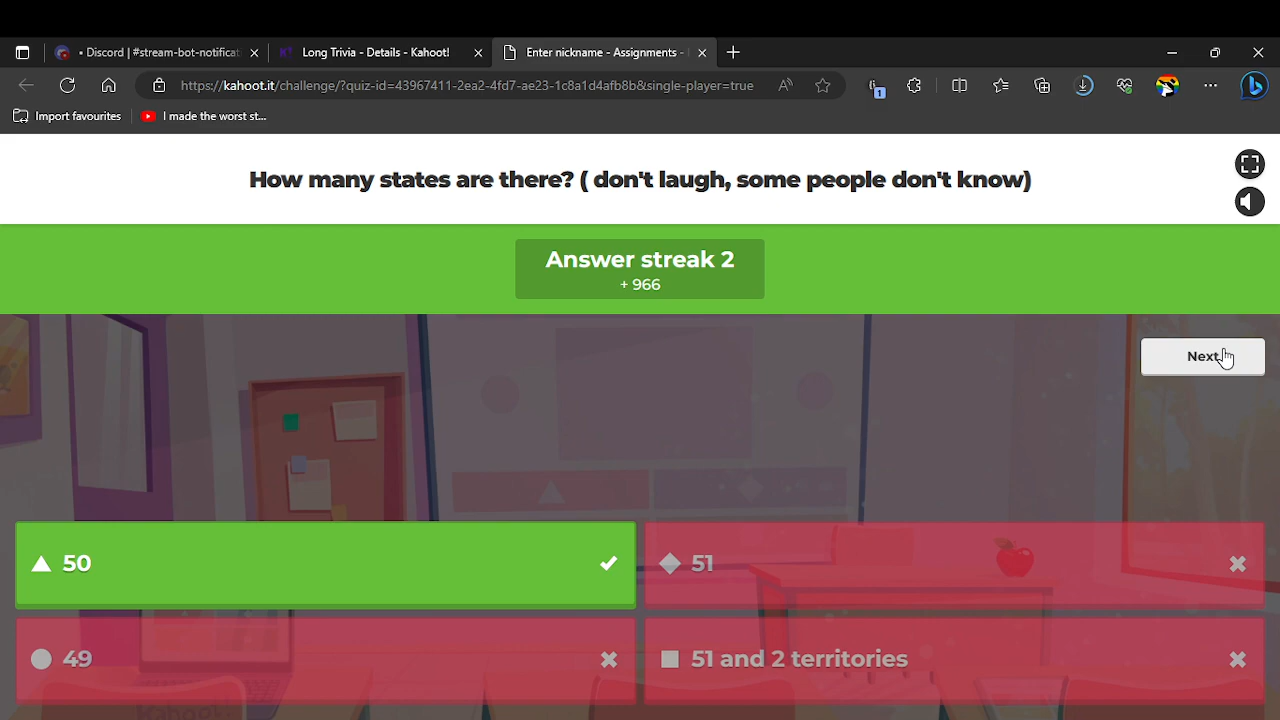 • Discord | #stream-bot-notificat
Long Trivia - Details - Kahoot!
Enter nickname - Assignments -
https://kahoot.it/challenge/?quiz-id=43967411-2ea2-4fd7-ae23-1c8a1d4afb8b&single-player=true
1
Import favourites
I made the worst st...
How many states are there? ( don't laugh, some people don't know)
Answer streak 2
+ 966
Next
50
51
49
51 and 2 territories
Kahoot!